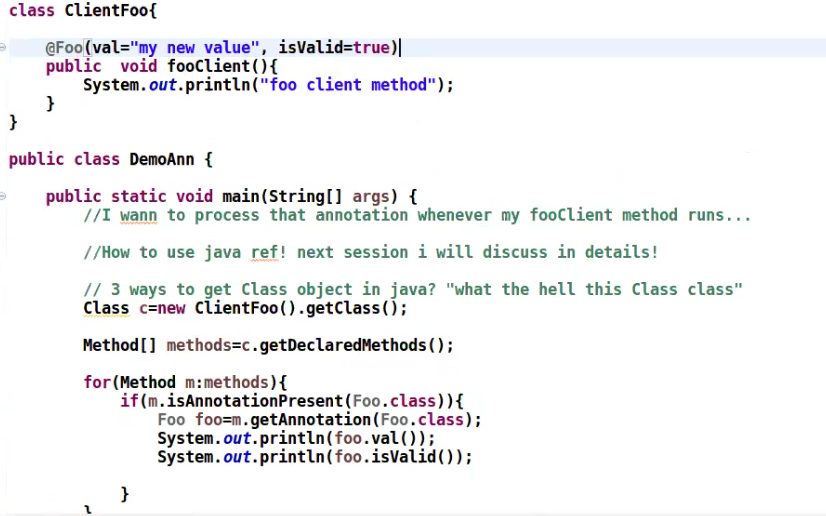 class ClientFoo{
@Foo(val="my new value", isValid=true)
public  void fooClient(){
System.out.println("foo client method");
}
}
public class DemoAnn {
public static void main(String[] args) {
//I wann to process that annotation whenever my fooClient method runs...
//How to use java ref! next session i will discuss in details!
// 3 ways to get Class object in java? "what the hell this Class class"
Class c=new ClientFoo().getClass();
Method[] methods=c.getDeclaredMethods();
for(Method m:methods){
if(m.isAnnotationPresent(Foo.class)){
Foo foo=m.getAnnotation(Foo.class);
System.out.println(foo.val());
System.out.println(foo.isValid());
}
}